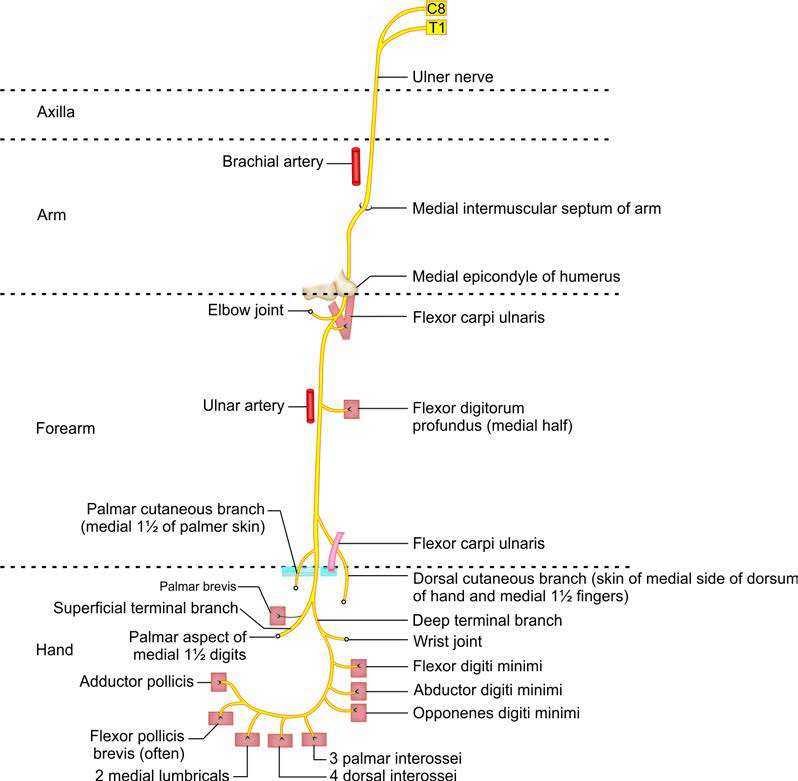 C8
T1
Ulner nerve
Axilla
Brachial artery
Arm
Medial intermuscular septum of arm
Medial epicondyle of humerus
Elbow joint
Flexor carpi ulnaris
Ulnar artery
Flexor digitorum
profundus (medial half)
Forearm
Palmar cutaneous branch
(medial 1½ of palmer skin)
Flexor carpi ulnaris
Dorsal cutaneous branch (skin of medial side of dorsum
of hand and medial 1½ fingers)
Palmar brevis
Superficial terminal branch
Deep terminal branch
Palmar aspect of
medial 1½ digits
Wrist joint
Hand
Flexor digiti minimi
Adductor pollicis
Abductor digiti minimi
Opponenes digiti minimi
Flexor pollicis
brevis (often)
3 palmar interossei
2 medial lumbricals
4 dorsal interossei